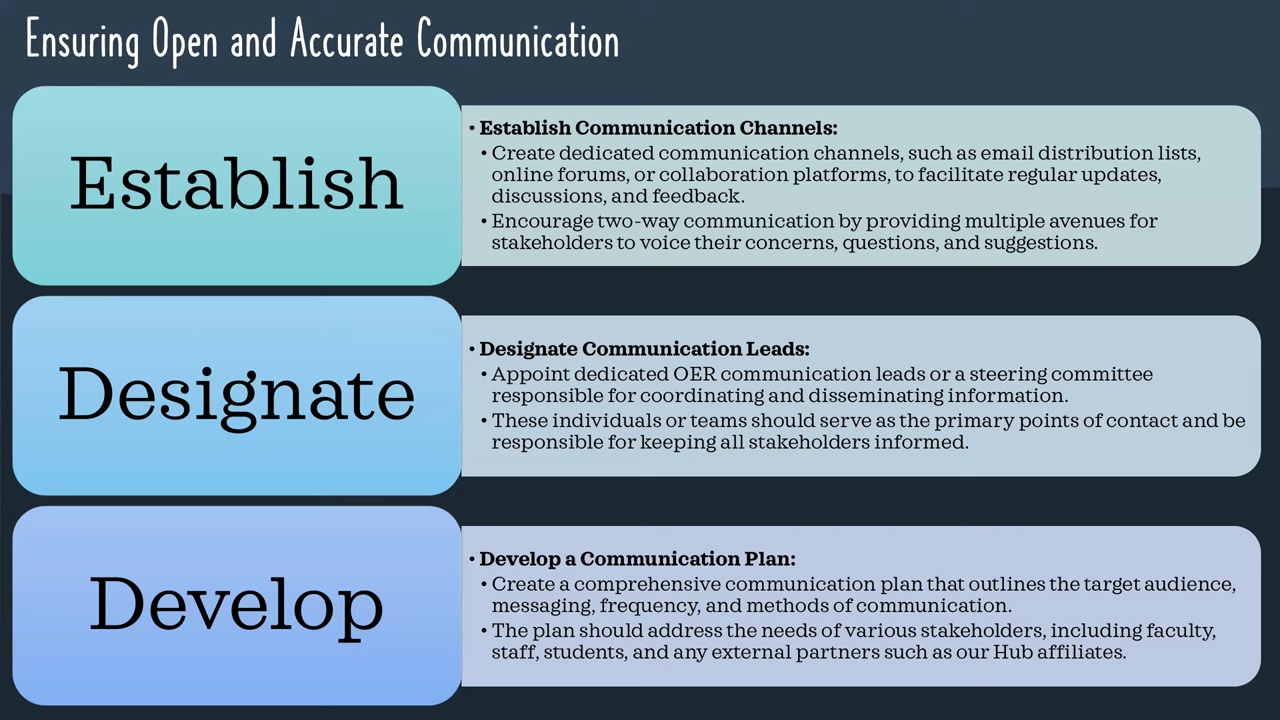 Ensuring Open and Accurate Communication
Establish
• Establish Communication Channels:
• Create dedicated communication channels, such as email distribution lists,
online forums, or collaboration platforms, to facilitate regular updates,
discussions, and feedback.
• Encourage two-way communication by providing multiple avenues for
stakeholders to voice their concerns, questions, and suggestions.
Designate
• Designate Communication Leads:
• Appoint dedicated OER communication leads or a steering committee
responsible for coordinating and disseminating information.
• These individuals or teams should serve as the primary points of contact and be
responsible for keeping all stakeholders informed.
Develop
• Develop a Communication Plan:
• Create a comprehensive communication plan that outlines the target audience,
messaging, frequency, and methods of communication.
• The plan should address the needs of various stakeholders, including faculty,
staff, students, and any external partners such as our Hub affiliates.